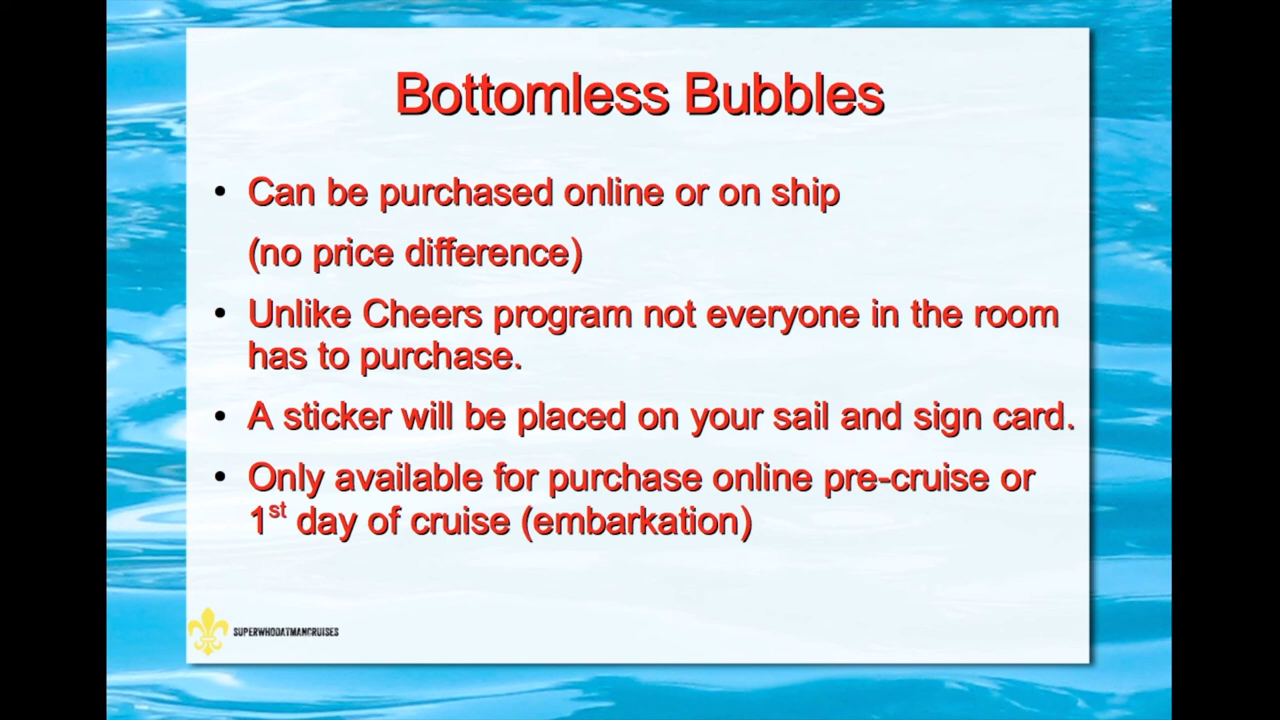 Bottomless Bubbles
• Can be purchased online or on ship
(no price difference)
• Unlike Cheers program not everyone in the room
has to purchase.
• A sticker will be placed on your sail and sign card.
• Only available for purchase online pre-cruise or
1st day of cruise (embarkation)
SUPERWHODATMANCRUISES